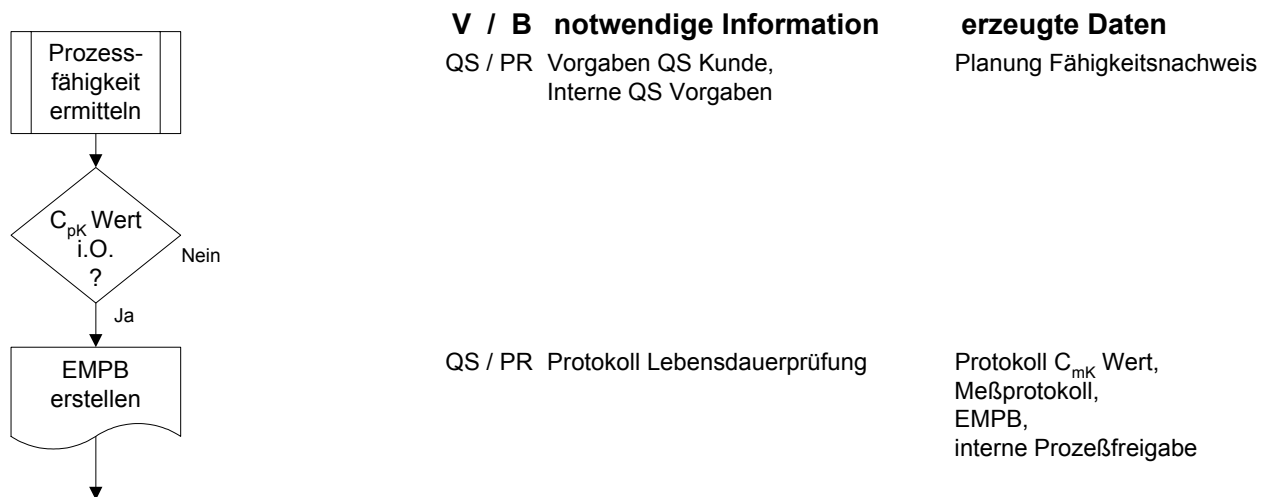 V / B notwendige Information erzeugte Daten
Prozess-
fähigkeit
ermitteln
QS / PR Vorgaben QS Kunde,
Interne QS Vorgaben
Planung Fähigkeitsnachweis
CpK Wert
i.O.
?
Nein
Ja
EMPB
erstellen
QS / PR Protokoll Lebensdauerprüfung
Protokoll CmK Wert,
Meßprotokoll,
EMPB,
interne Prozeßfreigabe